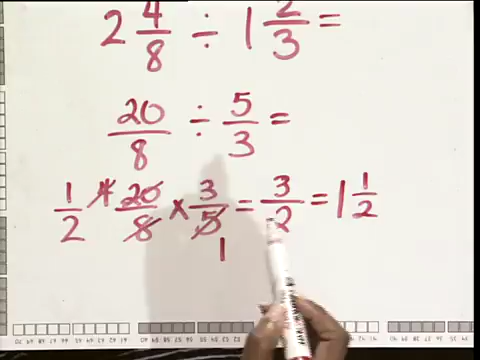 2 4/8 ÷ 1 2/3 =
20/8 ÷ 5/3 =
1/2 4 20/8 × 3/5 = 3/2 = 1 1/2
1